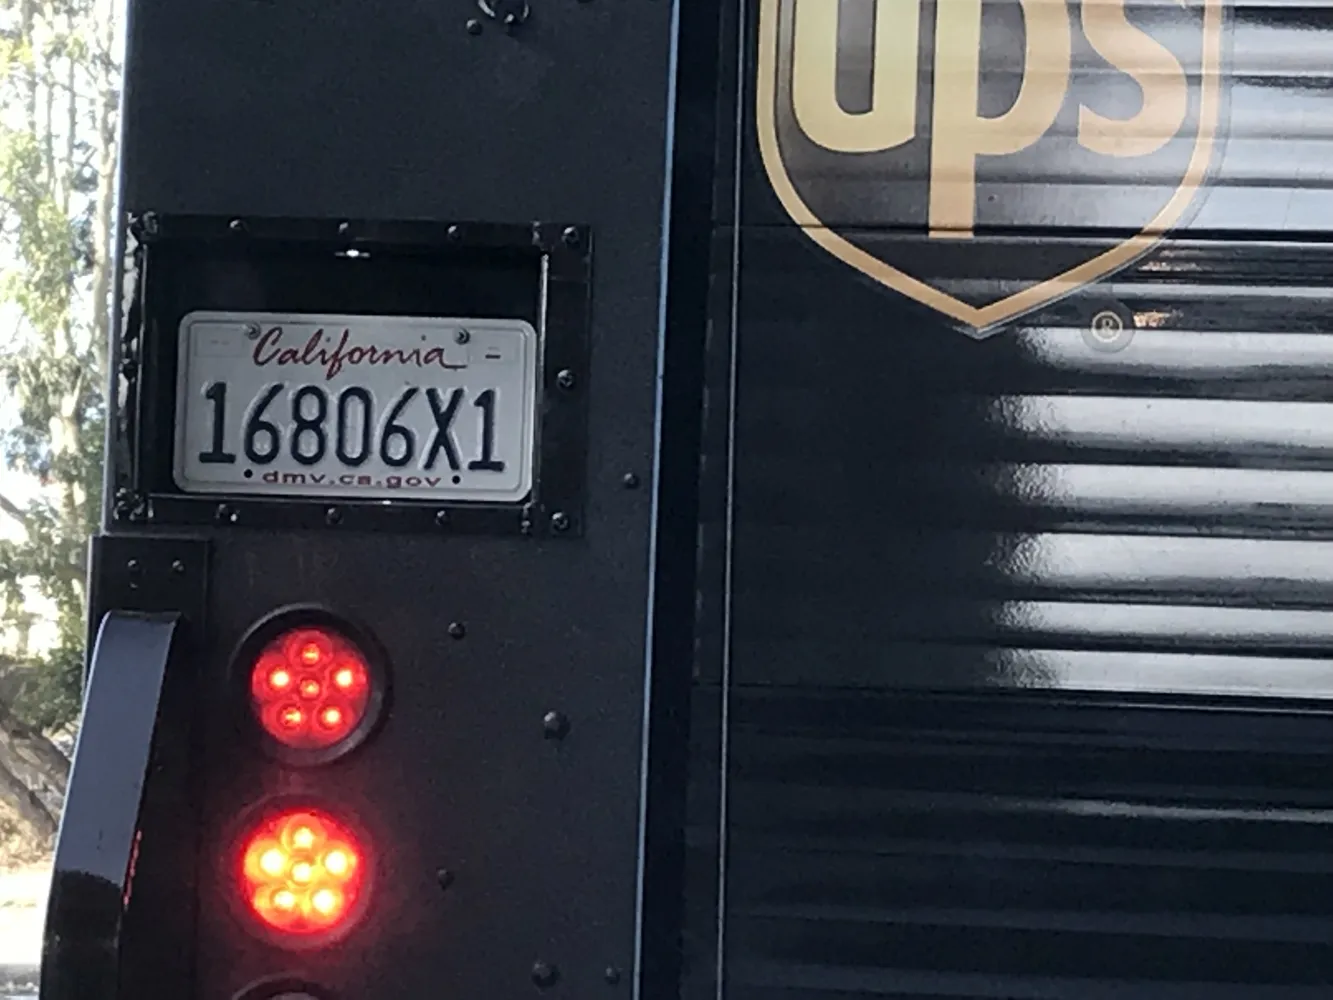 ups
®
California
16806X1
dmv.ca.gov